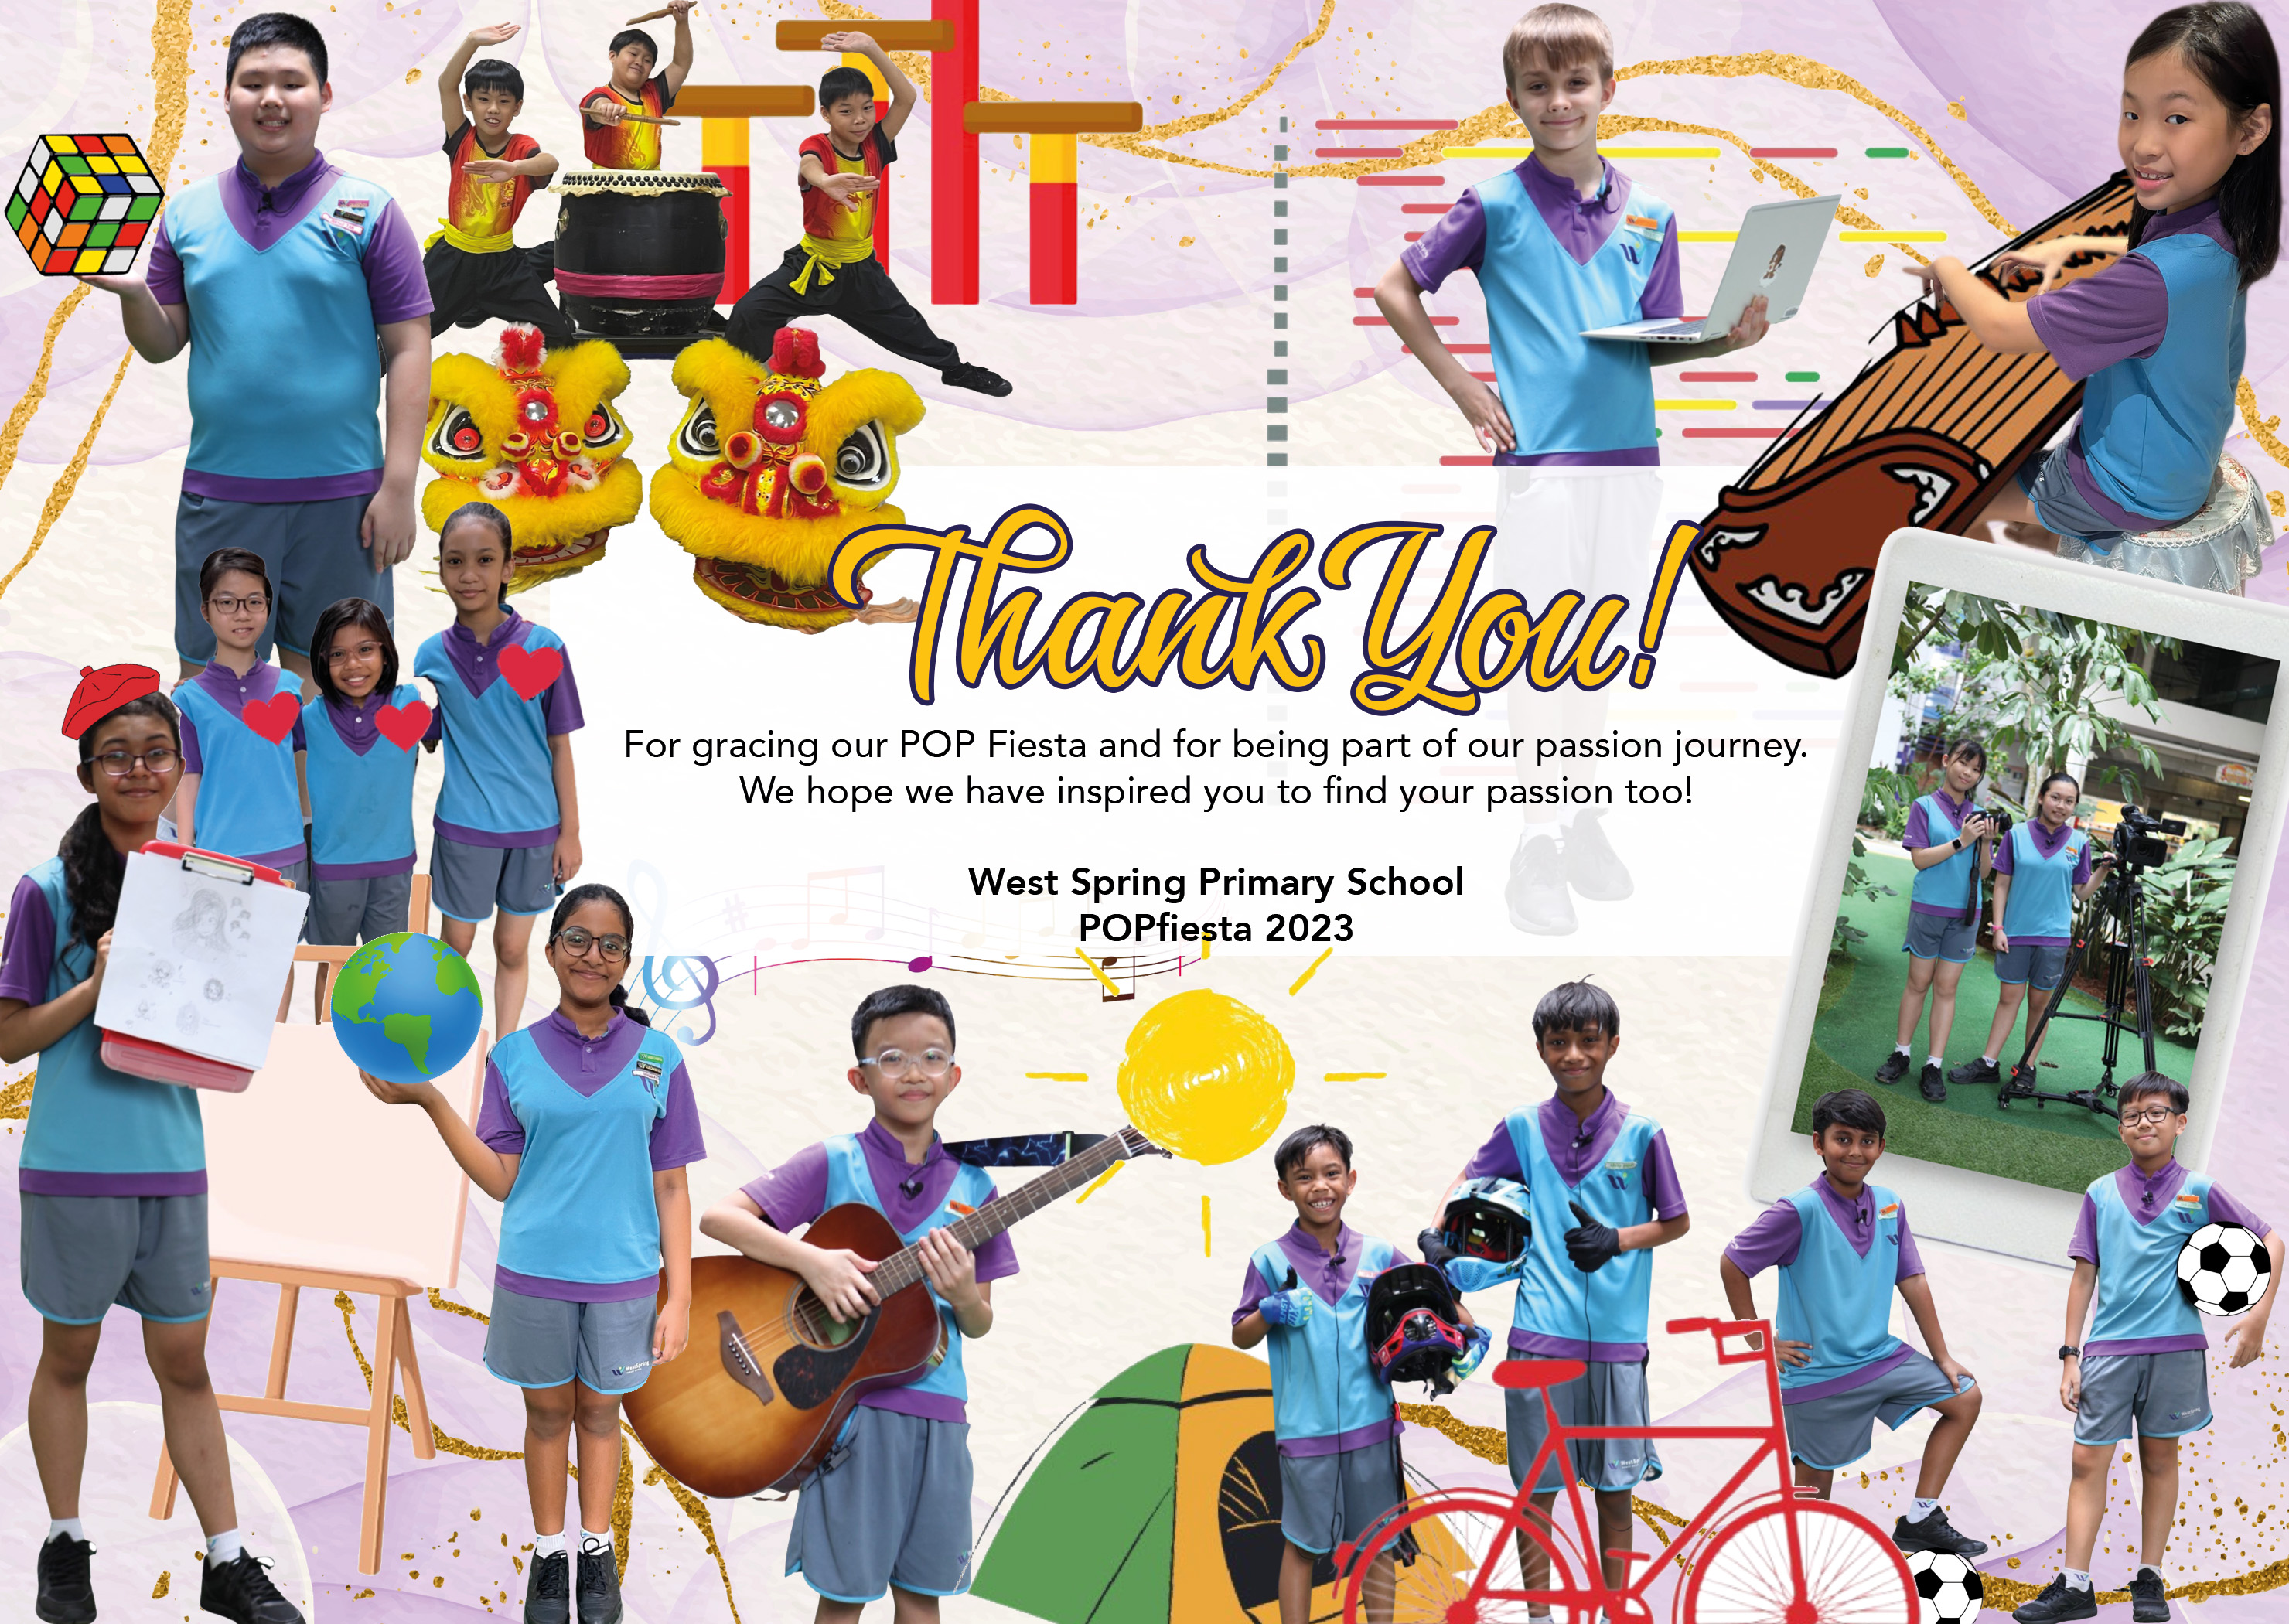 Thank You!
For gracing our POP Fiesta and for being part of our passion journey.
We hope we have inspired you to find your passion too!
West Spring Primary School
POPfiesta 2023